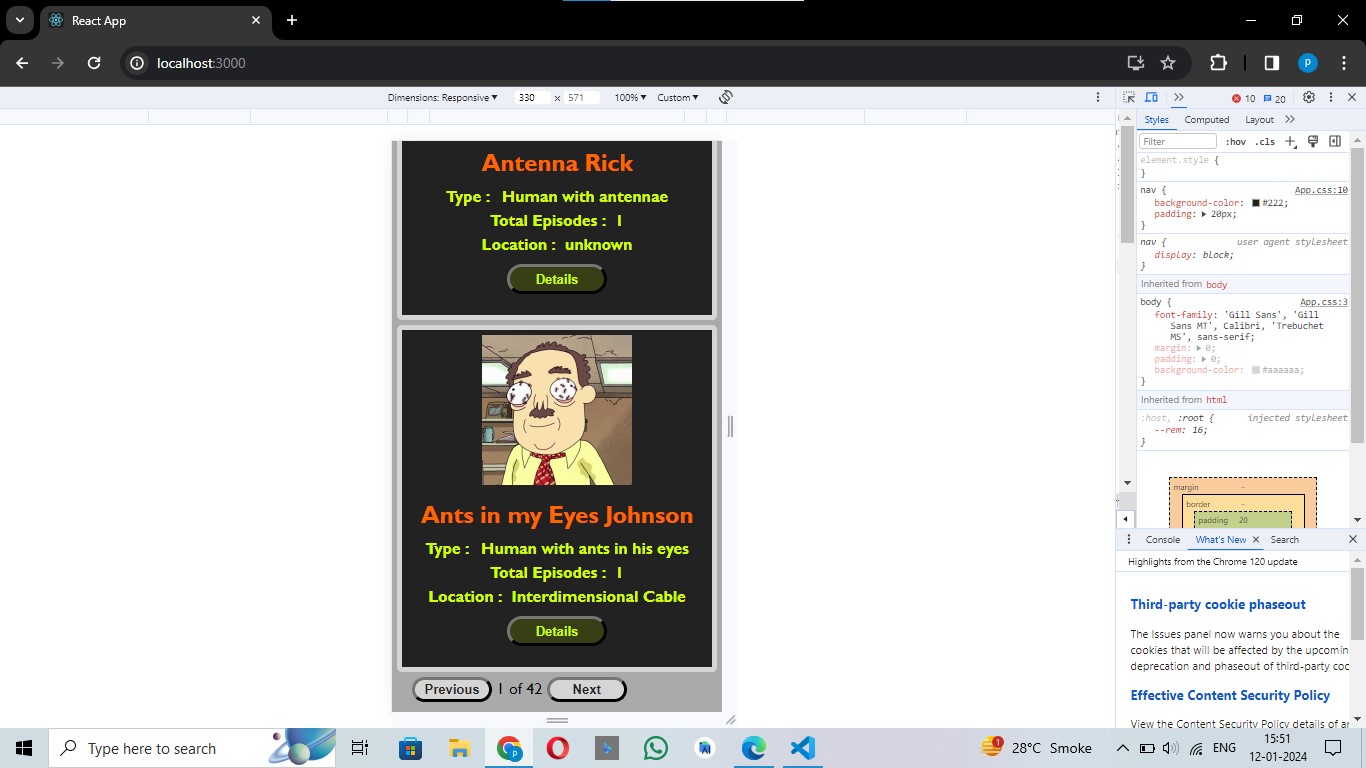 React App
localhost:3000
Dimensions: Responsive 330 x 571 100% Custom
10 20
Antenna Rick
Type : Human with antennae
Total Episodes : 1
Location : unknown
Details
Ants in my Eyes Johnson
Type : Human with ants in his eyes
Total Episodes : 1
Location : Interdimensional Cable
Details
Previous 1 of 42 Next
Styles Computed Layout
Filter :hov .cls
element.style {
}
nav { App.css:10
background-color: #222;
padding: 20px;
}
nav { user agent stylesheet
display: block;
}
Inherited from body
body { App.css:3
font-family: 'Gill Sans', 'Gill
Sans MT', Calibri, 'Trebuchet
MS', sans-serif;
margin: 0;
padding: 0;
background-color: #aaaaaa;
}
Inherited from html
:host, :root { injected stylesheet
--rem: 16;
}
margin –
border –
padding 20
Console What's New Search
Highlights from the Chrome 120 update
Third-party cookie phaseout
The Issues panel now warns you about the
cookies that will be affected by the upcomin
deprecation and phaseout of third-party coo
Effective Content Security Policy
View the Content Security Policy details of a
Type here to search
28°C Smoke
ENG
15:51
12-01-2024